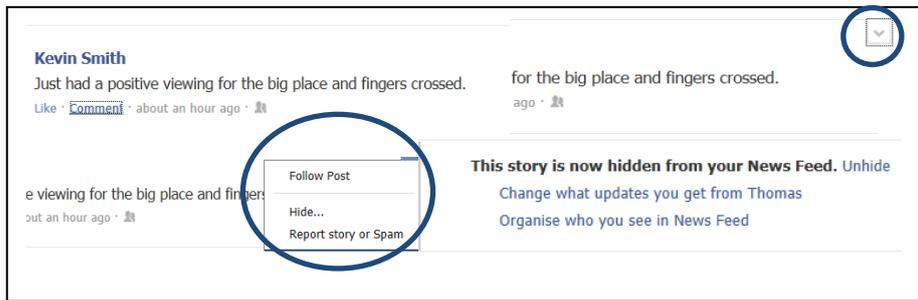 Kevin Smith
Just had a positive viewing for the big place and fingers crossed.
Like · Comment · about an hour ago ·
for the big place and fingers crossed.
ago ·
e viewing for the big place and fingers
out an hour ago ·
Follow Post
Hide...
Report story or Spam
This story is now hidden from your News Feed. Unhide
Change what updates you get from Thomas
Organise who you see in News Feed